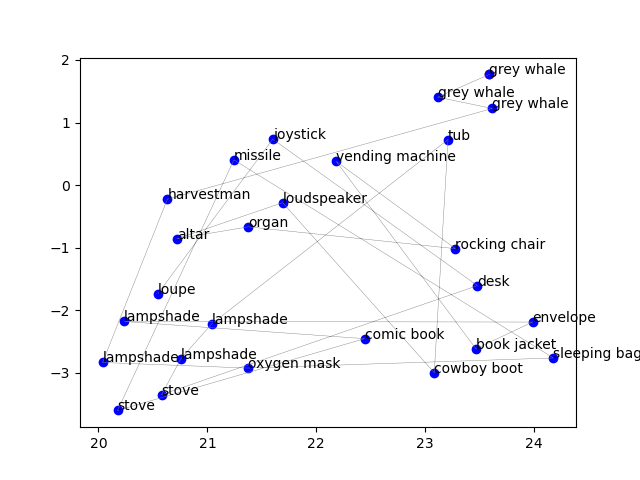 2
grey whale
grey whale
grey whale
1
joystick
tub
missile
vending machine
0
harvestman
loudspeaker
organ
altar
rocking chair
−1
desk
loupe
−2
lampshade
lampshade
envelope
comic book
book jacket
lampshade
lampshade
sleeping bag
oxygen mask
cowboy boot
−3
stove
stove
20
21
22
23
24